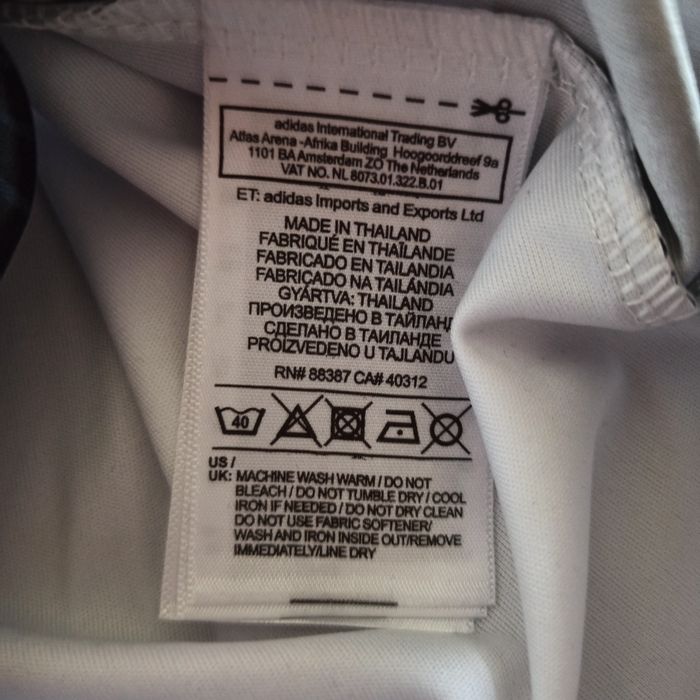 adidas International Trading BV
Atlas Arena -Afrika Building Hoogoorddreef 9a
1101 BA Amsterdam ZO The Netherlands
VAT NO. NL 8073.01.322.B.01
ET: adidas Imports and Exports Ltd
MADE IN THAILAND
FABRIQUÉ EN THAÏLANDE
FABRICADO EN TAILANDIA
FABRICADO NA TAILÂNDIA
GYÁRTVA: THAILAND
ПРОИЗВЕДЕНО В ТАЙЛАНД
СДЕЛАНО В ТАИЛАНДЕ
PROIZVEDENO U TAJLANDU
RN# 88387 CA# 40312
40
US /
UK: MACHINE WASH WARM / DO NOT
BLEACH / DO NOT TUMBLE DRY / COOL
IRON IF NEEDED / DO NOT DRY CLEAN
DO NOT USE FABRIC SOFTENER/
WASH AND IRON INSIDE OUT/REMOVE
IMMEDIATELY/LINE DRY